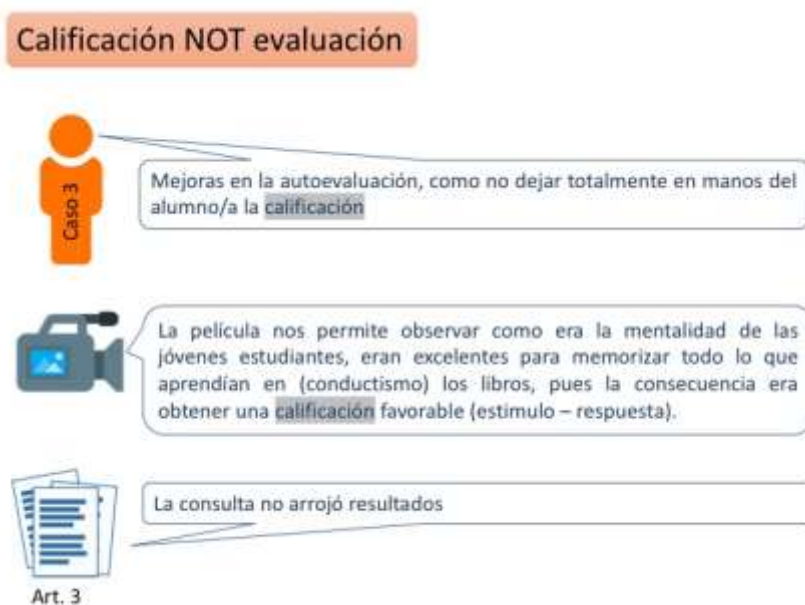 Calificación NOT evaluación
Caso 3
Mejoras en la autoevaluación, como no dejar totalmente en manos del
alumno/a la calificación
La película nos permite observar como era la mentalidad de las
jóvenes estudiantes, eran excelentes para memorizar todo lo que
aprendían en (conductismo) los libros, pues la consecuencia era
obtener una calificación favorable (estimulo – respuesta).
La consulta no arrojó resultados
Art. 3